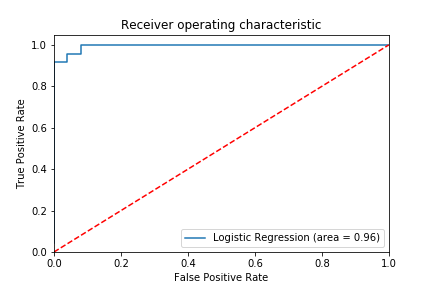 Receiver operating characteristic
1.0
0.8
0.6
0.4
0.2
0.0
True Positive Rate
Logistic Regression (area = 0.96)
0.0 0.2 0.4 0.6 0.8 1.0
False Positive Rate